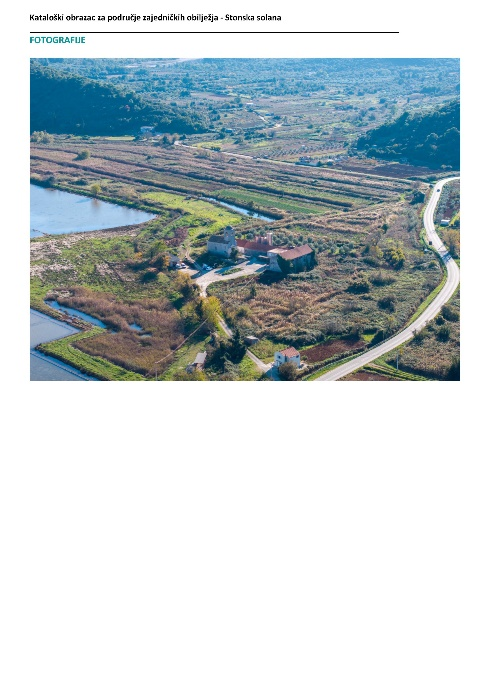 Kataloški obrazac za područje zajedničkih obilježja - Stonska solana
FOTOGRAFIJE